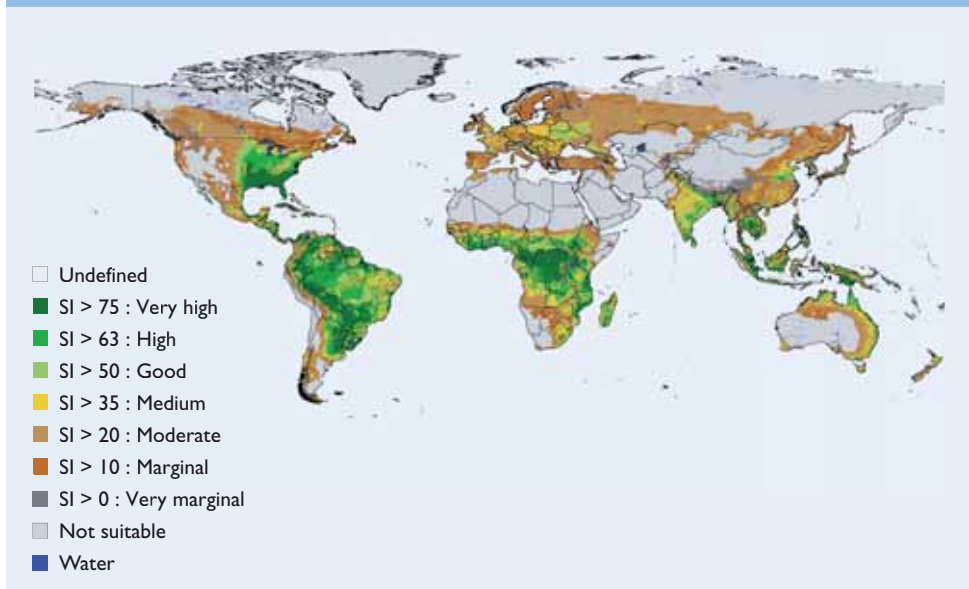 Undefined
SI > 75 : Very high
SI > 63 : High
SI > 50 : Good
SI > 35 : Medium
SI > 20 : Moderate
SI > 10 : Marginal
SI > 0 : Very marginal
Not suitable
Water